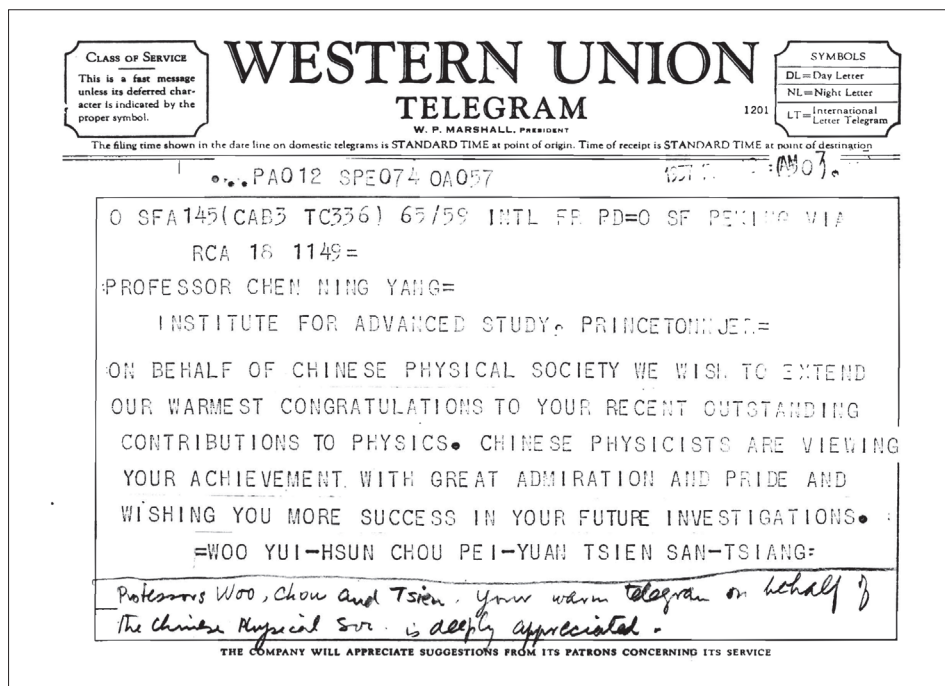 CLASS OF SERVICE
This is a fast message
unless its deferred char-
acter is indicated by the
proper symbol.
WESTERN UNION
TELEGRAM
W. P. MARSHALL, PRESIDENT
1201
SYMBOLS
DL=Day Letter
NL=Night Letter
LT=International Letter Telegram
The filing time shown in the date line on domestic telegrams is STANDARD TIME at point of origin. Time of receipt is STANDARD TIME at point of destination
PA012 SPE074 OA057
1957 AM 03
O SFA145(CAB3 TC336) 65/59 INTL FR PD=O SF PEKING VIA
RCA 18 1149=
:PROFESSOR CHEN NING YANG=
INSTITUTE FOR ADVANCED STUDY
:ON BEHALF OF CHINESE PHYSICAL SOCIETY WE WISH TO EXTEND
OUR WARMEST CONGRATULATIONS TO YOUR RECENT OUTSTANDING
CONTRIBUTIONS TO PHYSICS. CHINESE PHYSICISTS ARE VIEWING
YOUR ACHIEVEMENT WITH GREAT ADMIRATION AND PRIDE AND
WISHING YOU MORE SUCCESS IN YOUR FUTURE INVESTIGATIONS. :
=WOO YUI-HSUN CHOU PEI-YUAN TSIEN SAN-TSIANG=
Professors Woo, Chou and Tsien. Your warm telegram on behalf of
the Chinese Physical Soc. is deeply appreciated.
THE COMPANY WILL APPRECIATE SUGGESTIONS FROM ITS PATRONS CONCERNING ITS SERVICE